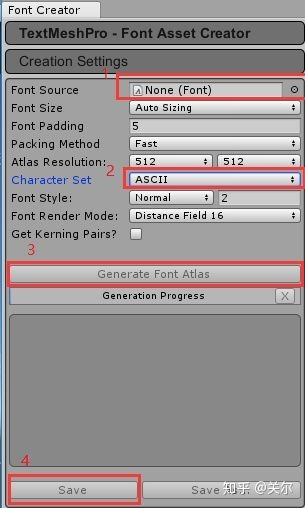 Font Creator
TextMeshPro - Font Asset Creator
Creation Settings
1
Font Source None (Font)
Font Size Auto Sizing
Font Padding 5
Packing Method Fast
Atlas Resolution: 512 512
2
Character Set ASCII
Font Style: Normal 2
Font Render Mode: Distance Field 16
Get Kerning Pairs?
3
Generate Font Atlas
Generation Progress X
4
Save Save
知乎 @关尔